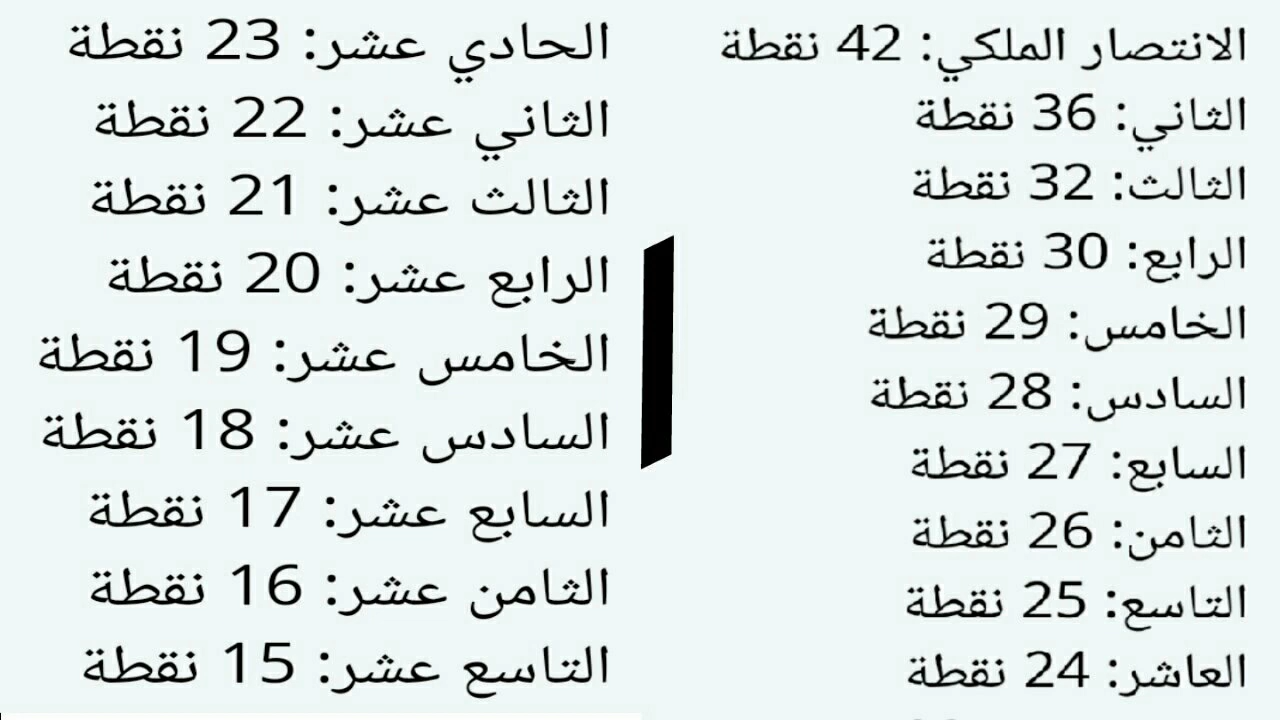 الانتصار الملكي: 42 نقطة
الثاني: 36 نقطة
الثالث: 32 نقطة
الرابع: 30 نقطة
الخامس: 29 نقطة
السادس: 28 نقطة
السابع: 27 نقطة
الثامن: 26 نقطة
التاسع: 25 نقطة
العاشر: 24 نقطة
الحادي عشر: 23 نقطة
الثاني عشر: 22 نقطة
الثالث عشر: 21 نقطة
الرابع عشر: 20 نقطة
الخامس عشر: 19 نقطة
السادس عشر: 18 نقطة
السابع عشر: 17 نقطة
الثامن عشر: 16 نقطة
التاسع عشر: 15 نقطة